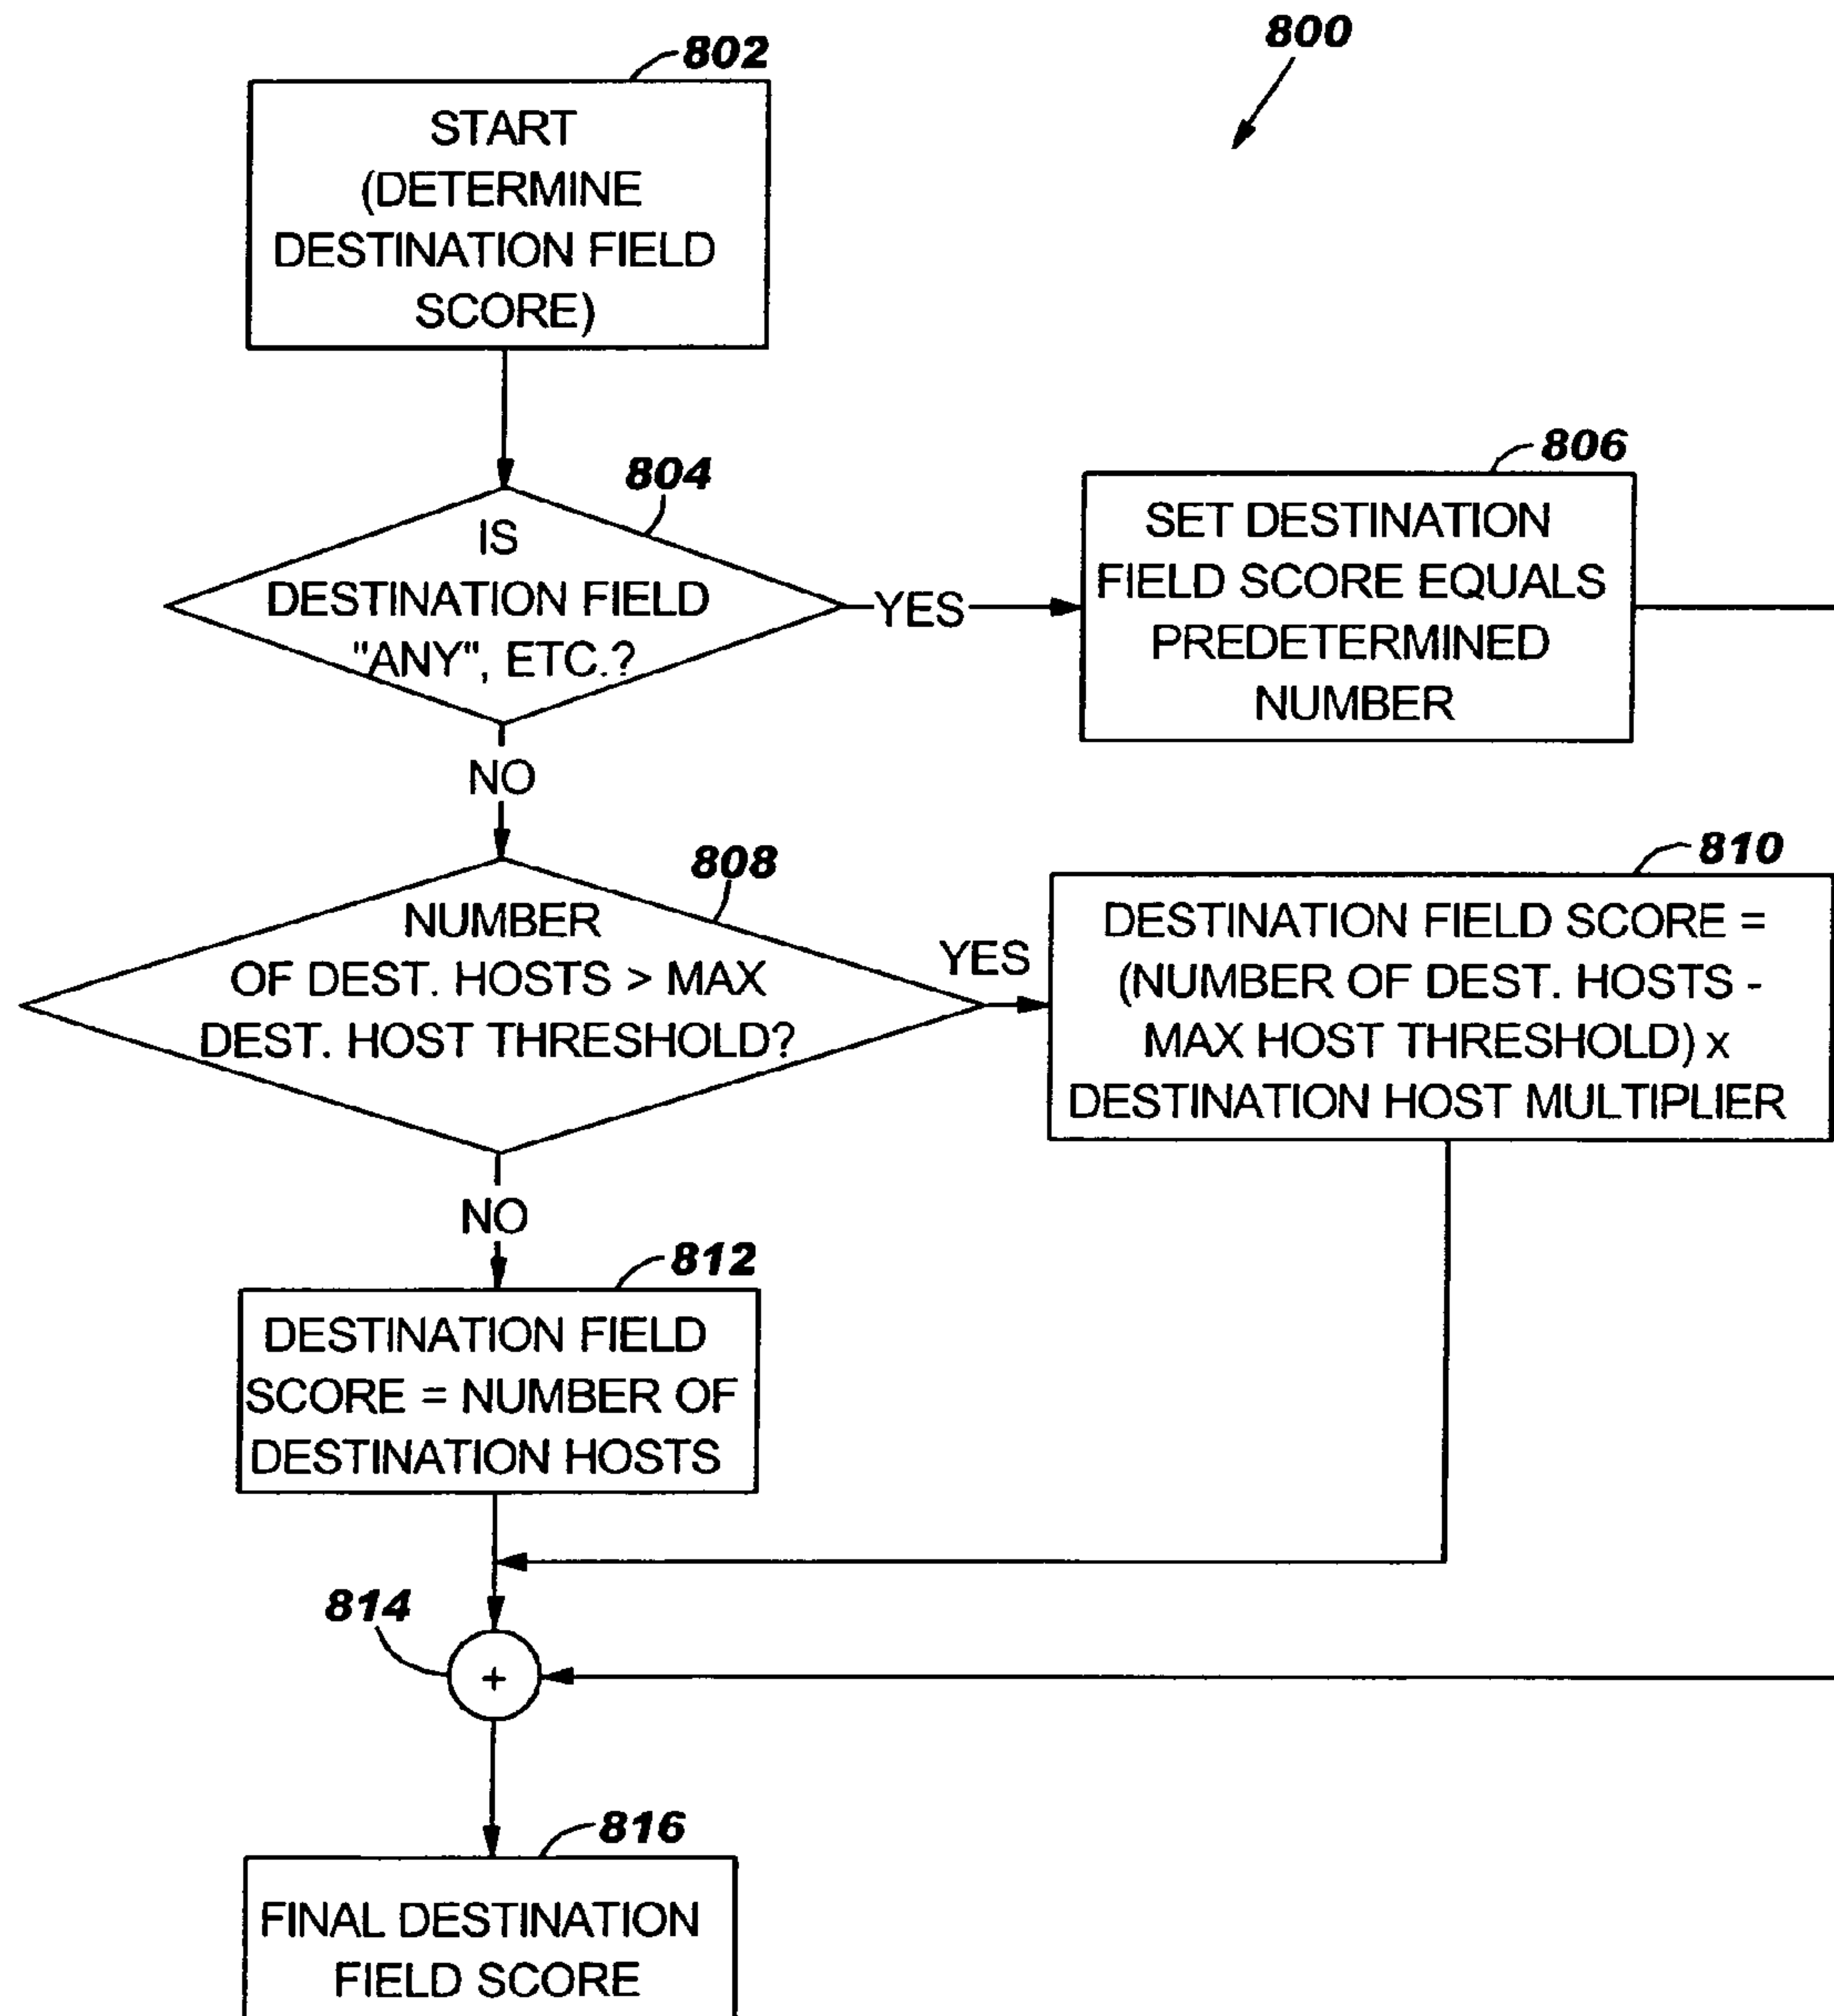 800
802
START
(DETERMINE
DESTINATION FIELD
SCORE)
804
IS
DESTINATION FIELD
"ANY", ETC.?
YES
806
SET DESTINATION
FIELD SCORE EQUALS
PREDETERMINED
NUMBER
NO
808
NUMBER
OF DEST. HOSTS > MAX
DEST. HOST THRESHOLD?
YES
810
DESTINATION FIELD SCORE =
(NUMBER OF DEST. HOSTS -
MAX HOST THRESHOLD) x
DESTINATION HOST MULTIPLIER
NO
812
DESTINATION FIELD
SCORE = NUMBER OF
DESTINATION HOSTS
814
+
816
FINAL DESTINATION
FIELD SCORE